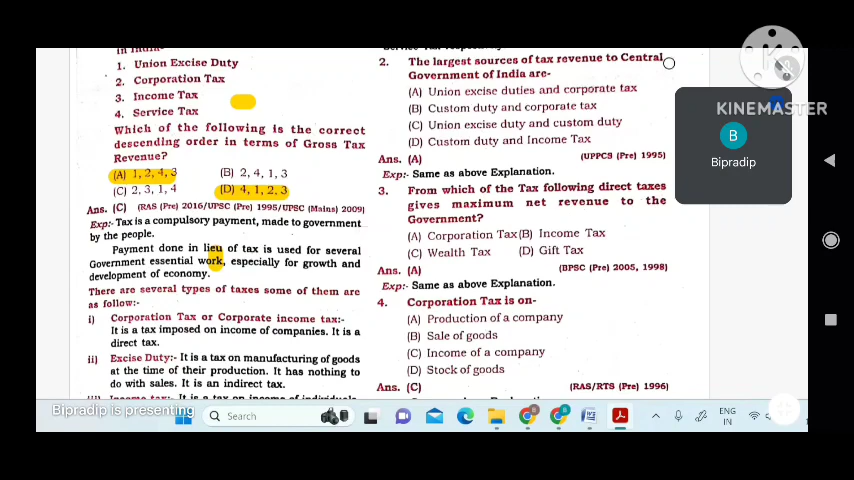 in India
1. Union Excise Duty
2. Corporation Tax
3. Income Tax
4. Service Tax
Which of the following is the correct
descending order in terms of Gross Tax
Revenue?
(A) 1, 2, 4, 3 (B) 2, 4, 1, 3
(C) 2, 3, 1, 4 (D) 4, 1, 2, 3
Ans. (C) (RAS (Pre) 2016/UPSC (Pre) 1995/UPSC (Mains) 2009)
Exp:- Tax is a compulsory payment, made to government
by the people.
Payment done in lieu of tax is used for several
Government essential work, especially for growth and
development of economy.
There are several types of taxes some of them are
as follow:-
i) Corporation Tax or Corporate income tax:-
It is a tax imposed on income of companies. It is a
direct tax.
ii) Excise Duty:- It is a tax on manufacturing of goods
at the time of their production. It has nothing to
do with sales. It is an indirect tax.
iii) Income tax:- It is a tax on income of individuals
2. The largest sources of tax revenue to Central
Government of India are-
(A) Union excise duties and corporate tax
(B) Custom duty and corporate tax
(C) Union excise duty and custom duty
(D) Custom duty and Income Tax
Ans. (A) (UPPCS (Pre) 1995)
Exp:- Same as above Explanation.
3. From which of the Tax following direct taxes
gives maximum net revenue to the
Government?
(A) Corporation Tax(B) Income Tax
(C) Wealth Tax (D) Gift Tax
Ans. (A) (BPSC (Pre) 2005, 1998)
Exp:- Same as above Explanation.
4. Corporation Tax is on-
(A) Production of a company
(B) Sale of goods
(C) Income of a company
(D) Stock of goods
Ans. (C) (RAS/RTS (Pre) 1996)
KINEMASTER
B
Bipradip
Bipradip is presenting
Search
ENG
IN